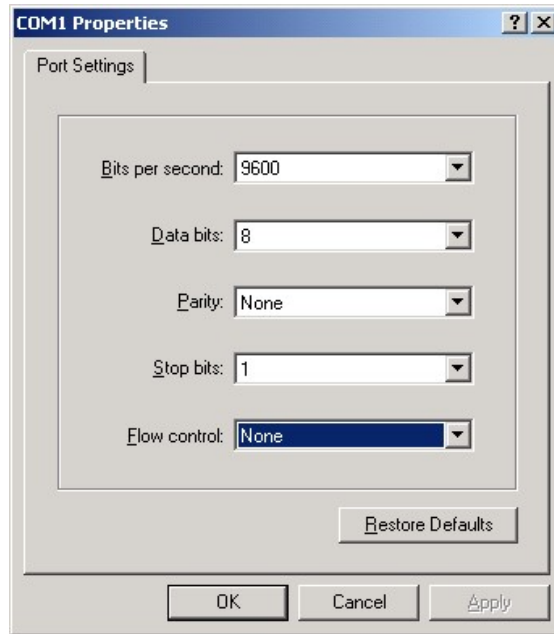 COM1 Properties
Port Settings
Bits per second: 9600
Data bits: 8
Parity: None
Stop bits: 1
Flow control: None
Restore Defaults
OK Cancel Apply